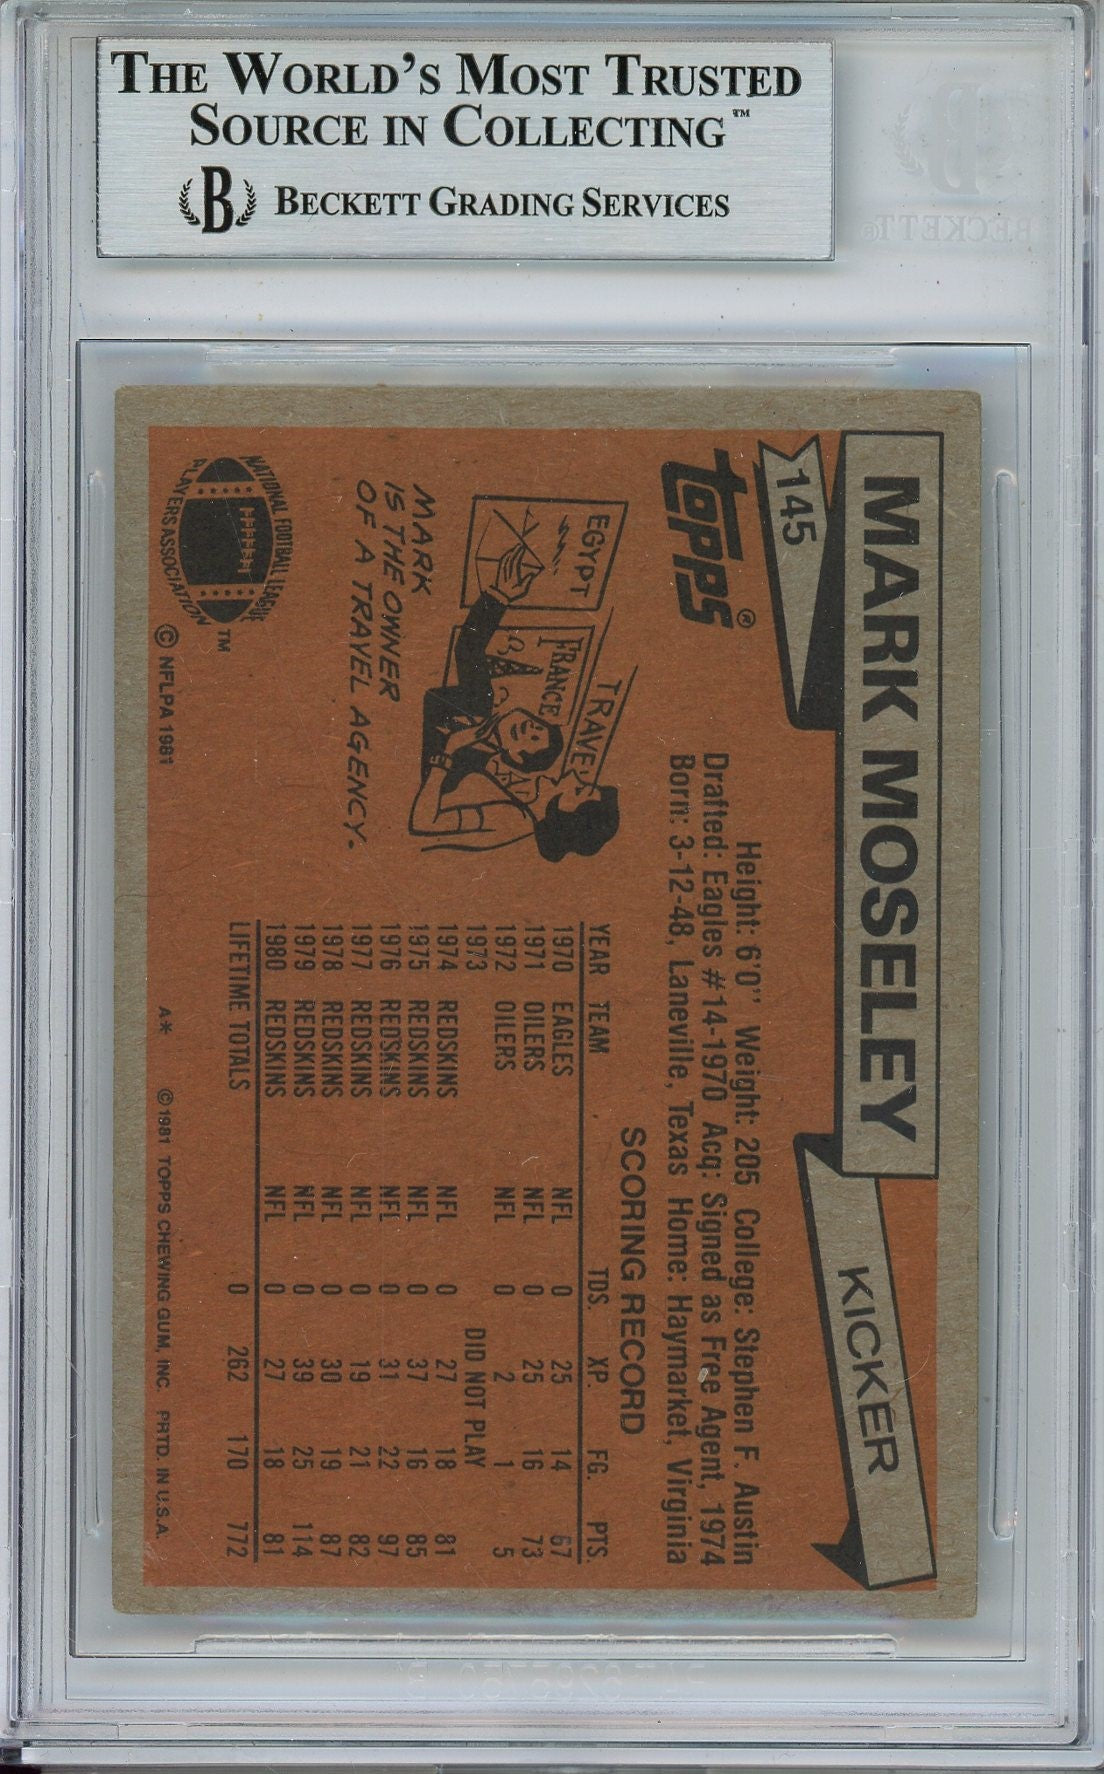 THE WORLD'S MOST TRUSTED
SOURCE IN COLLECTING™
B BECKETT GRADING SERVICES
BECKETT®
MARK MOSELEY
KICKER
145
topps®
Height: 6'0" Weight: 205 College: Stephen F. Austin
Drafted: Eagles #14-1970 Acq: Signed as Free Agent, 1974
Born: 3-12-48, Laneville, Texas Home: Haymarket, Virginia
TRAVEL
EGYPT
FRANCE
MARK
IS THE OWNER
OF A TRAVEL AGENCY.
SCORING RECORD
YEAR TEAM TDS. XP. FG. PTS.
1970 EAGLES NFL 0 25 14 67
1971 OILERS NFL 0 25 16 73
1972 OILERS NFL 0 2 1 5
1973 DID NOT PLAY
1974 REDSKINS NFL 0 27 18 81
1975 REDSKINS NFL 0 37 16 85
1976 REDSKINS NFL 0 31 22 97
1977 REDSKINS NFL 0 19 21 82
1978 REDSKINS NFL 0 30 19 87
1979 REDSKINS NFL 0 39 25 114
1980 REDSKINS NFL 0 27 18 81
LIFETIME TOTALS 0 262 170 772
NATIONAL FOOTBALL LEAGUE
PLAYERS ASSOCIATION
TM
© NFLPA 1981
A* ©1981 TOPPS CHEWING GUM, INC. PRTD. IN U.S.A.